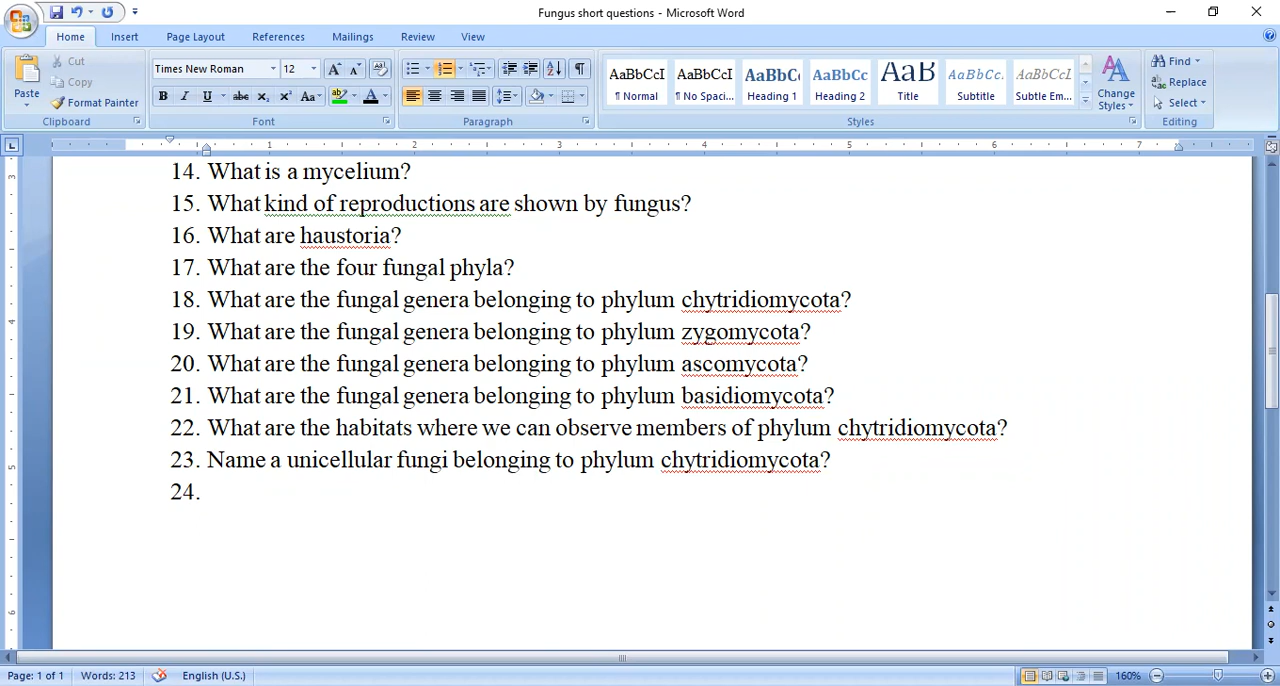 Fungus short questions - Microsoft Word
Home Insert Page Layout References Mailings Review View
Paste
Cut
Copy
Format Painter
Clipboard
Times New Roman 12
Font
Paragraph
AaBbCcI AaBbCcI AaBbC AaBbCc AaB AaBbCc. AaBbCcI
¶ Normal ¶ No Spaci... Heading 1 Heading 2 Title Subtitle Subtle Em...
Change Styles
Styles
Find
Replace
Select
Editing
1 2 3 4 5 6 7
14. What is a mycelium?
15. What kind of reproductions are shown by fungus?
16. What are haustoria?
17. What are the four fungal phyla?
18. What are the fungal genera belonging to phylum chytridiomycota?
19. What are the fungal genera belonging to phylum zygomycota?
20. What are the fungal genera belonging to phylum ascomycota?
21. What are the fungal genera belonging to phylum basidiomycota?
22. What are the habitats where we can observe members of phylum chytridiomycota?
23. Name a unicellular fungi belonging to phylum chytridiomycota?
24.
Page: 1 of 1 Words: 213 English (U.S.) 160%